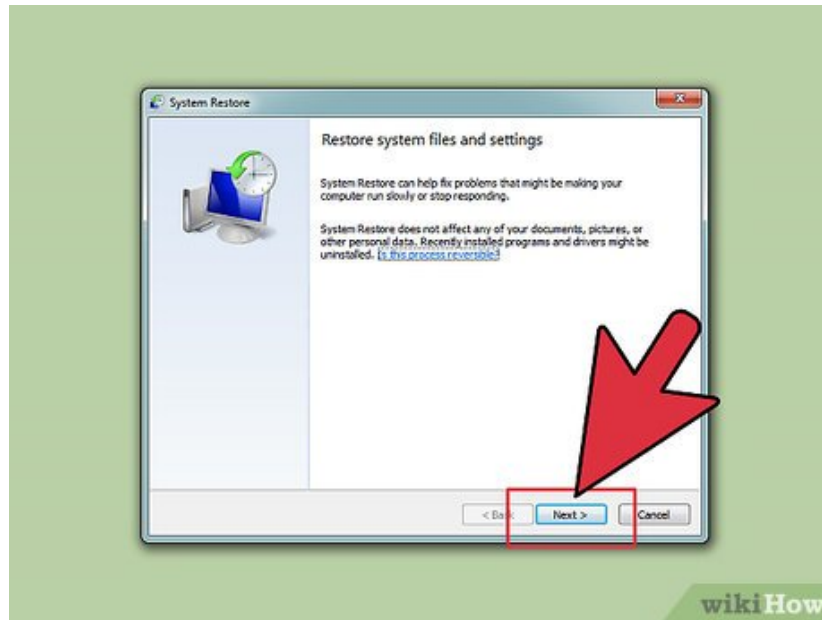 System Restore
Restore system files and settings
System Restore can help fix problems that might be making your
computer run slowly or stop responding.
System Restore does not affect any of your documents, pictures, or
other personal data. Recently installed programs and drivers might be
uninstalled. Is this process reversible?
< Back Next > Cancel
wikiHow